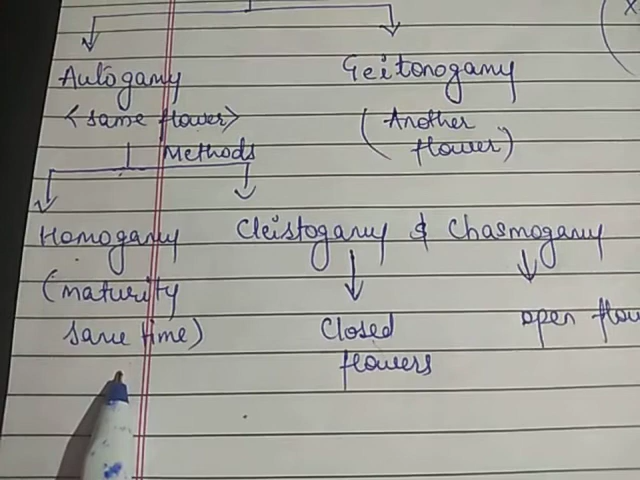 Autogamy Geitonogamy
<same flower> (Another
flower)
Methods
Homogamy Cleistogamy & Chasmogamy
(maturity
same time) Closed open flow
flowers
X